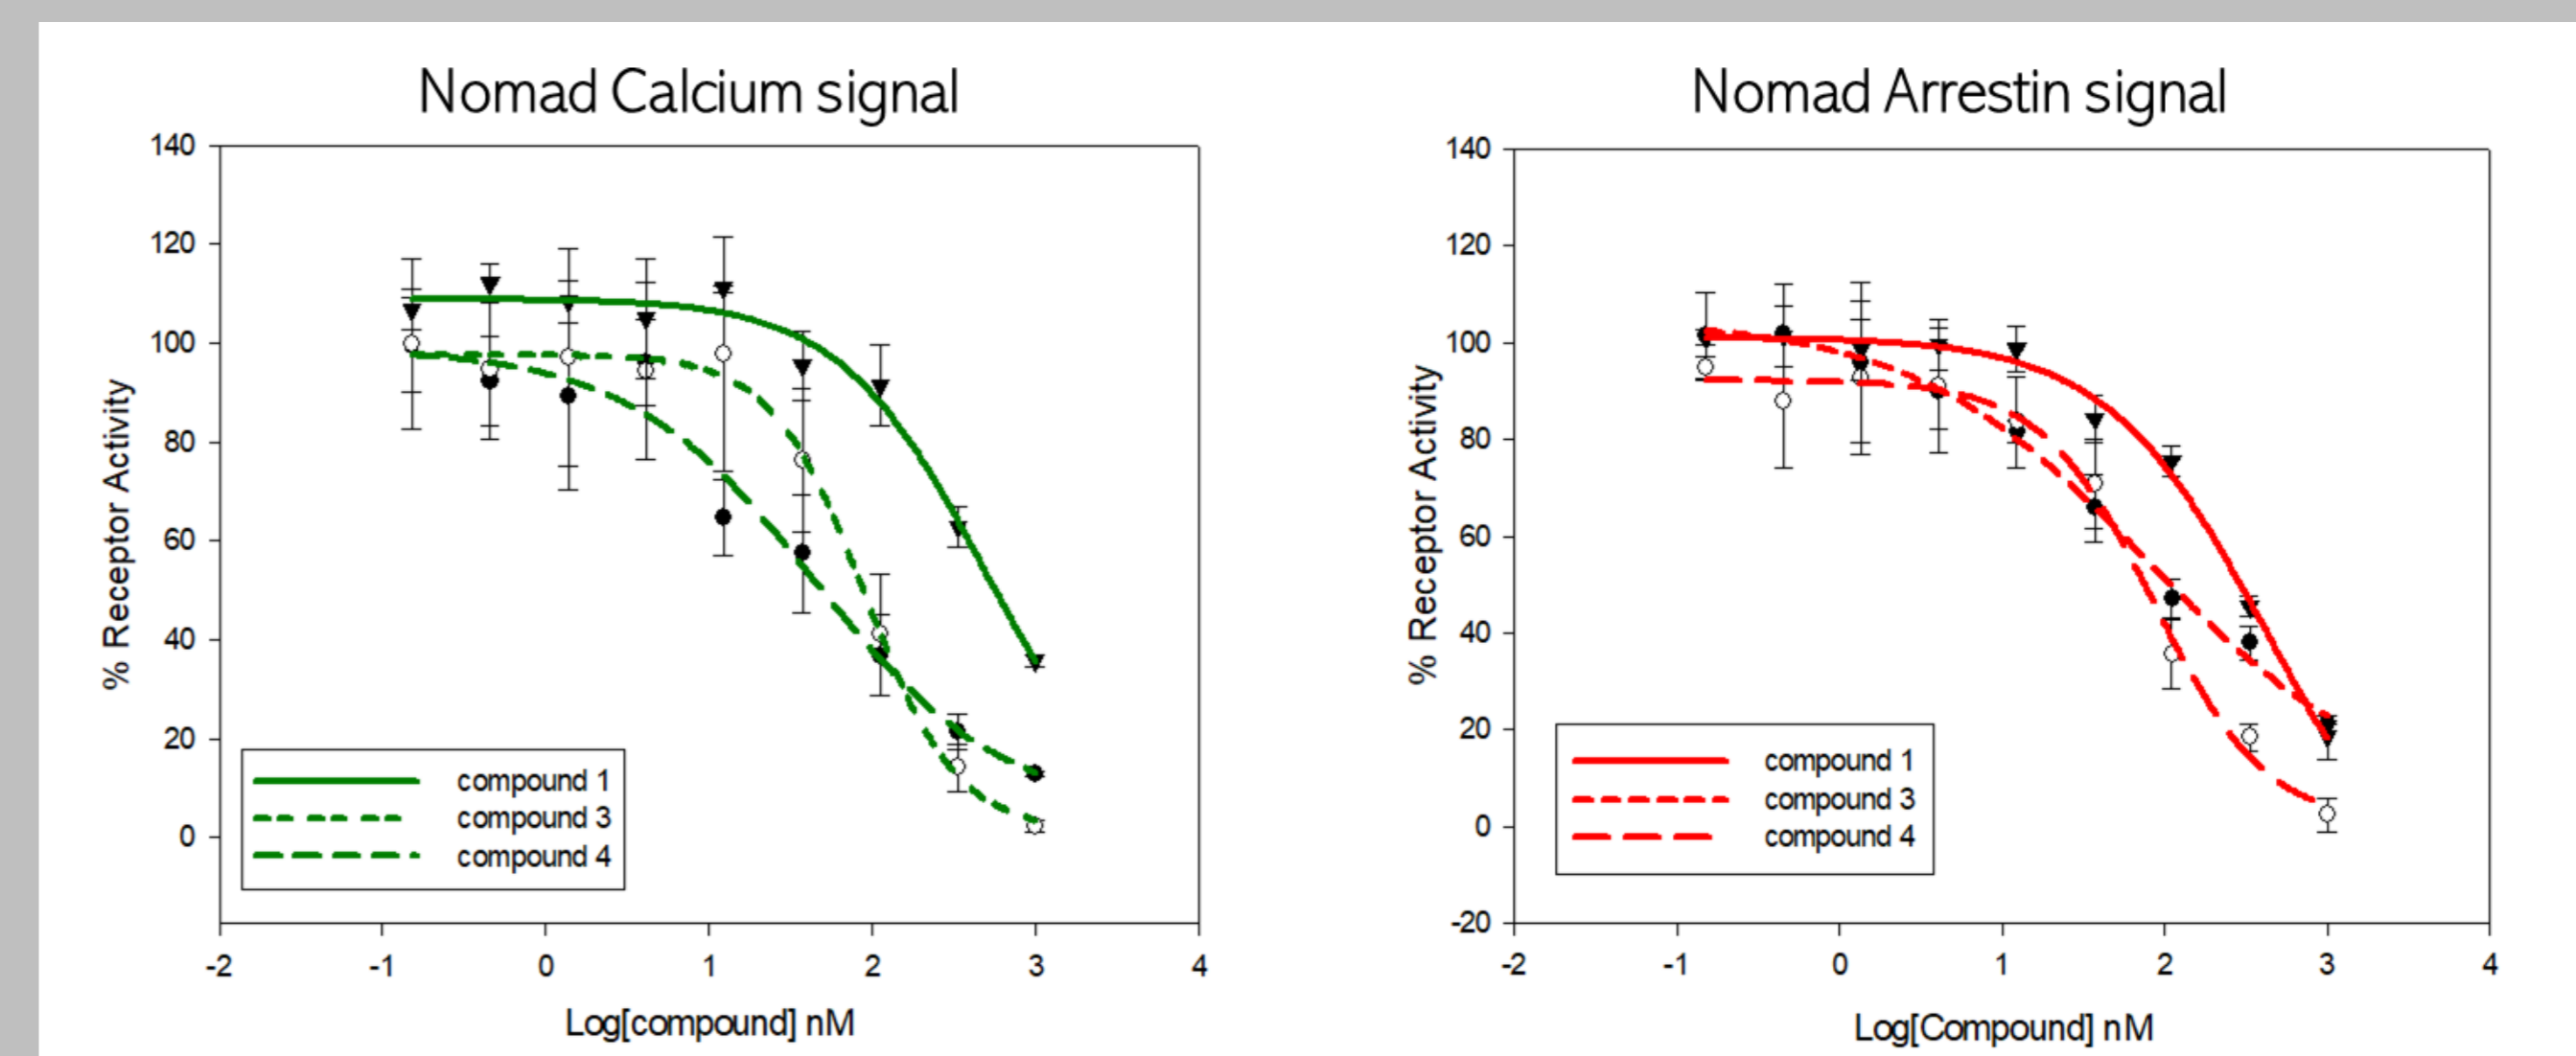 Nomad Calcium signal
140
120
100
80
60
40
20
0
% Receptor Activity
compound 1
compound 3
compound 4
-2 -1 0 1 2 3 4
Log[compound] nM
Nomad Arrestin signal
140
120
100
80
60
40
20
0
-20
% Receptor Activity
compound 1
compound 3
compound 4
-2 -1 0 1 2 3 4
Log[Compound] nM